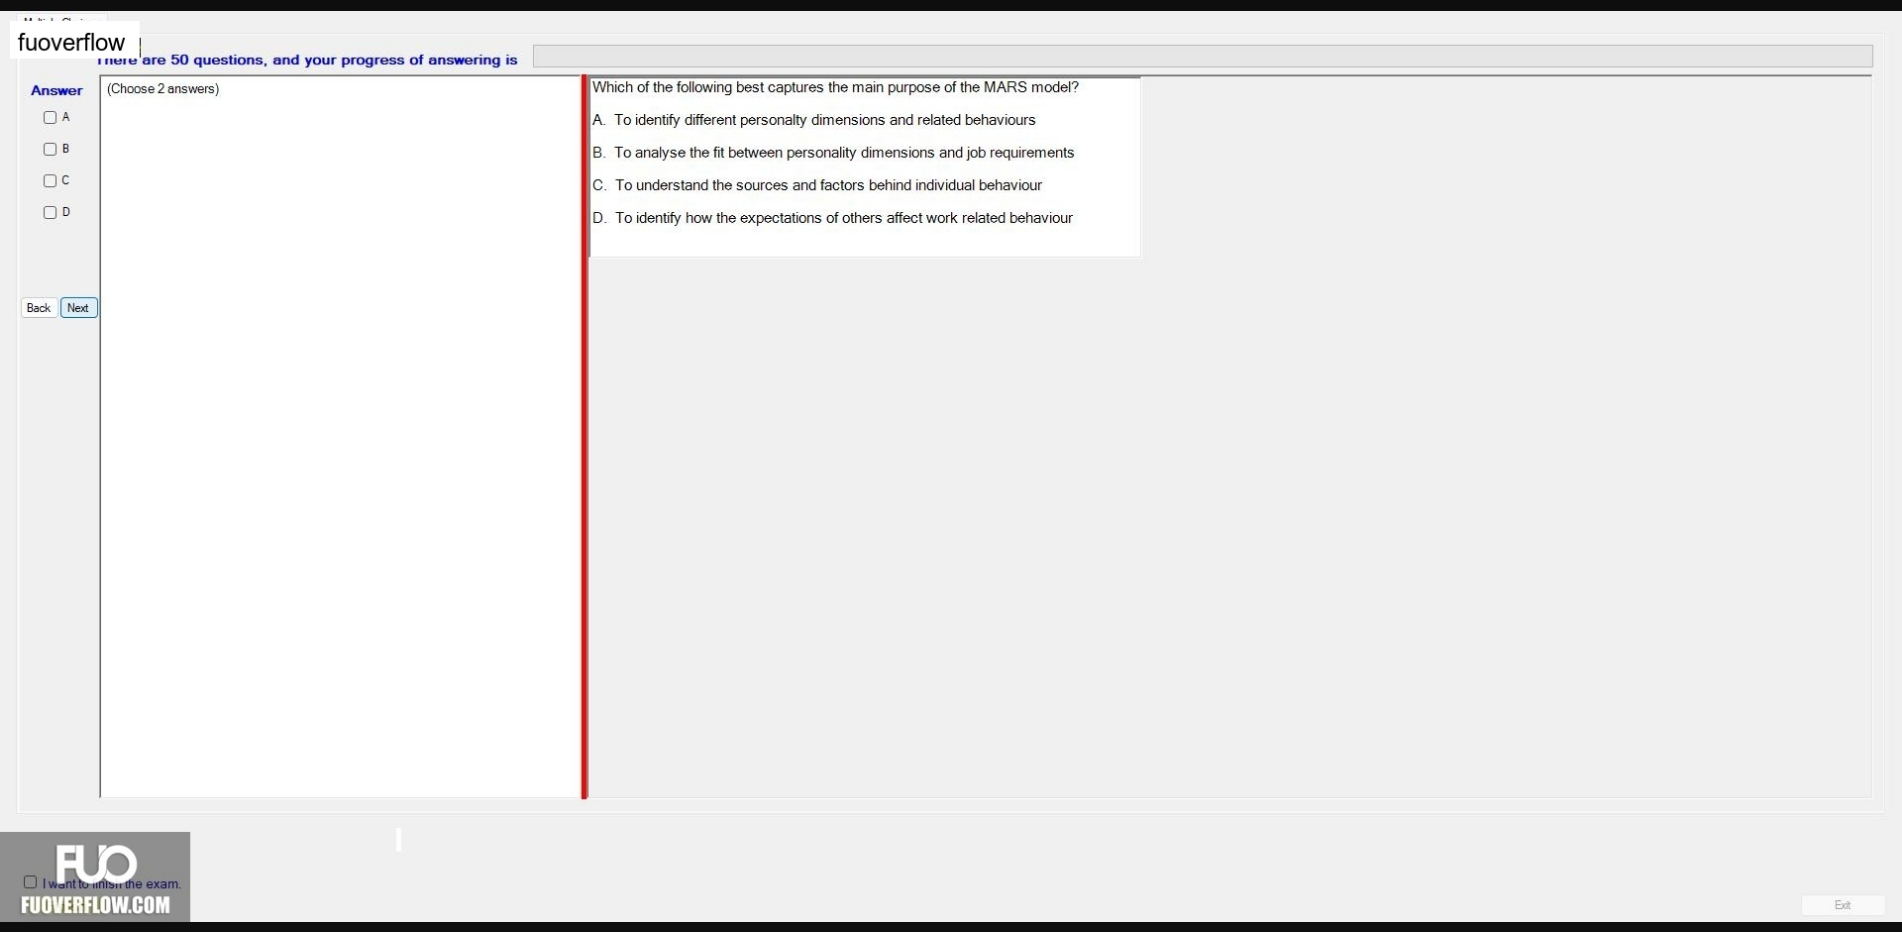 fuoverflow
There are 50 questions, and your progress of answering is
Answer
A
B
C
D
Back Next
(Choose 2 answers)
Which of the following best captures the main purpose of the MARS model?
A. To identify different personalty dimensions and related behaviours
B. To analyse the fit between personality dimensions and job requirements
C. To understand the sources and factors behind individual behaviour
D. To identify how the expectations of others affect work related behaviour
FUO
I want to finish the exam.
FUOVERFLOW.COM
Exit